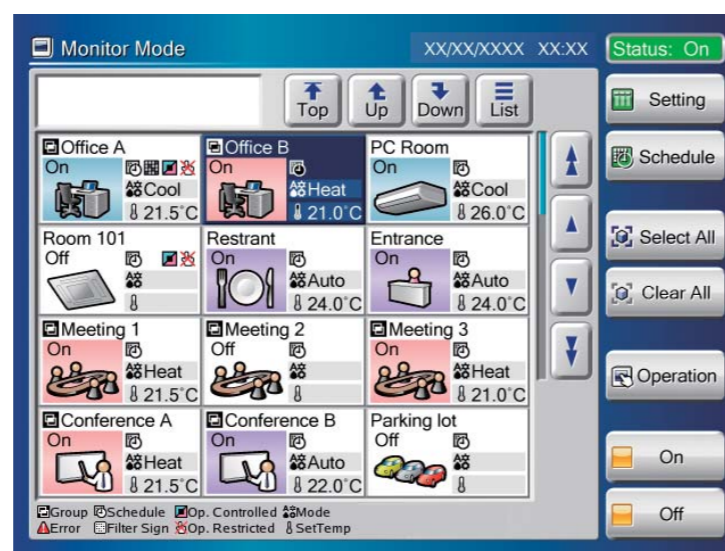 Monitor Mode XX/XX/XXXX XX:XX Status: On
Top Up Down List
Setting
Schedule
Select All
Clear All
Operation
On
Off
Office A
On
Cool
21.5°C
Office B
On
Heat
21.0°C
PC Room
On
Cool
26.0°C
Room 101
Off
Restrant
On
Auto
24.0°C
Entrance
On
Auto
24.0°C
Meeting 1
On
Heat
21.5°C
Meeting 2
Off
Meeting 3
On
Heat
21.0°C
Conference A
On
Heat
21.5°C
Conference B
On
Auto
22.0°C
Parking lot
Off
Group Schedule Op. Controlled Mode
Error Filter Sign Op. Restricted SetTemp